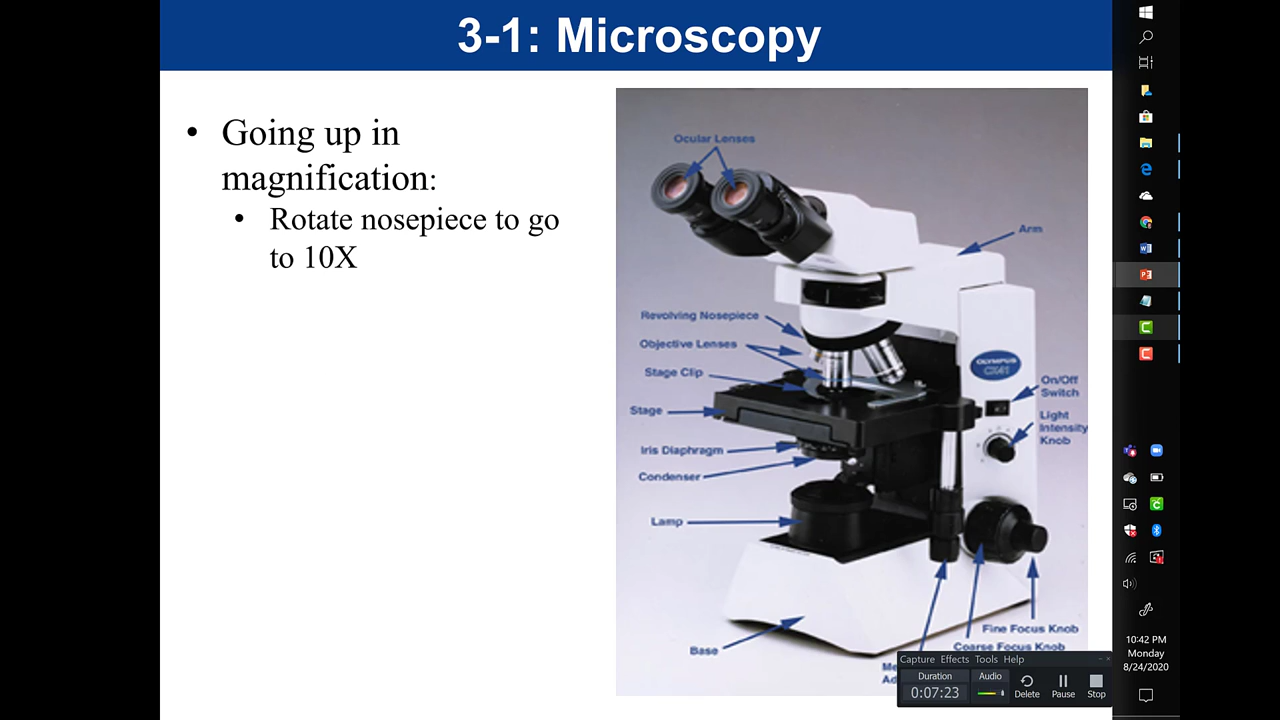 3-1: Microscopy
• Going up in
magnification:
• Rotate nosepiece to go
to 10X
Ocular Lenses
Arm
Revolving Nosepiece
Objective Lenses
Stage Clip
Stage
Iris Diaphragm
Condenser
Lamp
Base
OLYMPUS
CX41
On/Off
Switch
Light
Intensity
Knob
Fine Focus Knob
Coarse Focus Knob
Capture Effects Tools Help
Duration
0:07:23
Audio
Delete
Pause
Stop
10:42 PM
Monday
8/24/2020